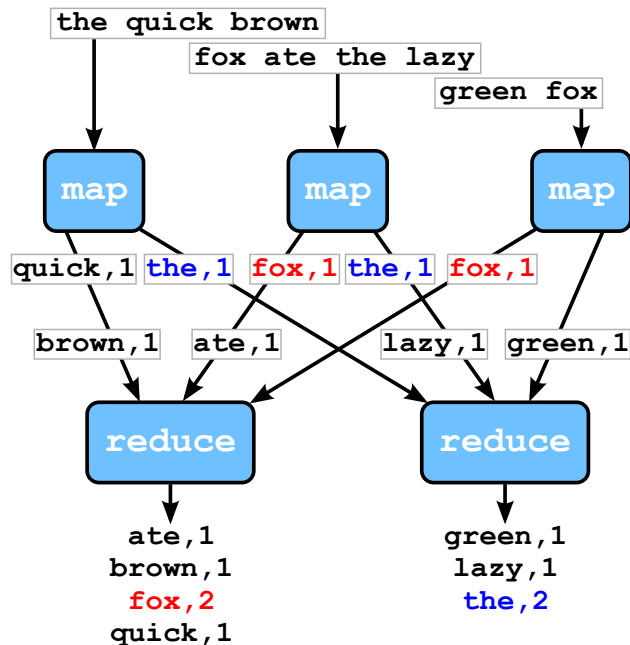 the quick brown
fox ate the lazy
green fox
map
map
map
quick,1
the,1
fox,1
the,1
fox,1
brown,1
ate,1
lazy,1
green,1
reduce
reduce
ate,1
brown,1
fox,2
quick,1
green,1
lazy,1
the,2